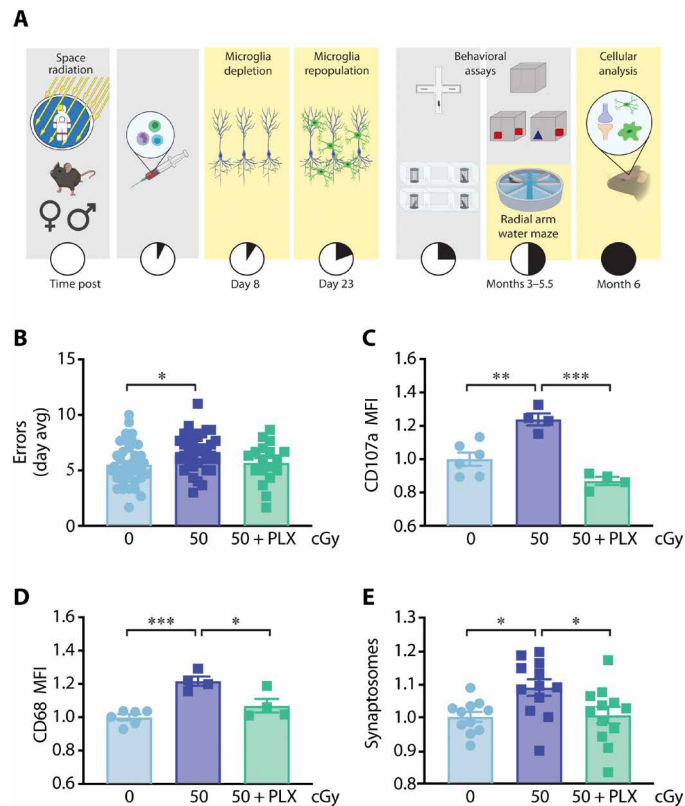 A
Space
radiation
Microglia
depletion
Microglia
repopulation
Behavioral
assays
Cellular
analysis
Radial arm
water maze
Time post
Day 8
Day 23
Months 3–5.5
Month 6
B
15
10
5
0
Errors
(day avg)
*
0
50
50 + PLX
cGy
C
1.6
1.4
1.2
1.0
0.8
0.6
CD107a MFI
**
***
0
50
50 + PLX
cGy
D
1.6
1.4
1.2
1.0
0.8
0.6
CD68 MFI
***
*
0
50
50 + PLX
cGy
E
1.3
1.2
1.1
1.0
0.9
0.8
Synaptosomes
*
*
0
50
50 + PLX
cGy